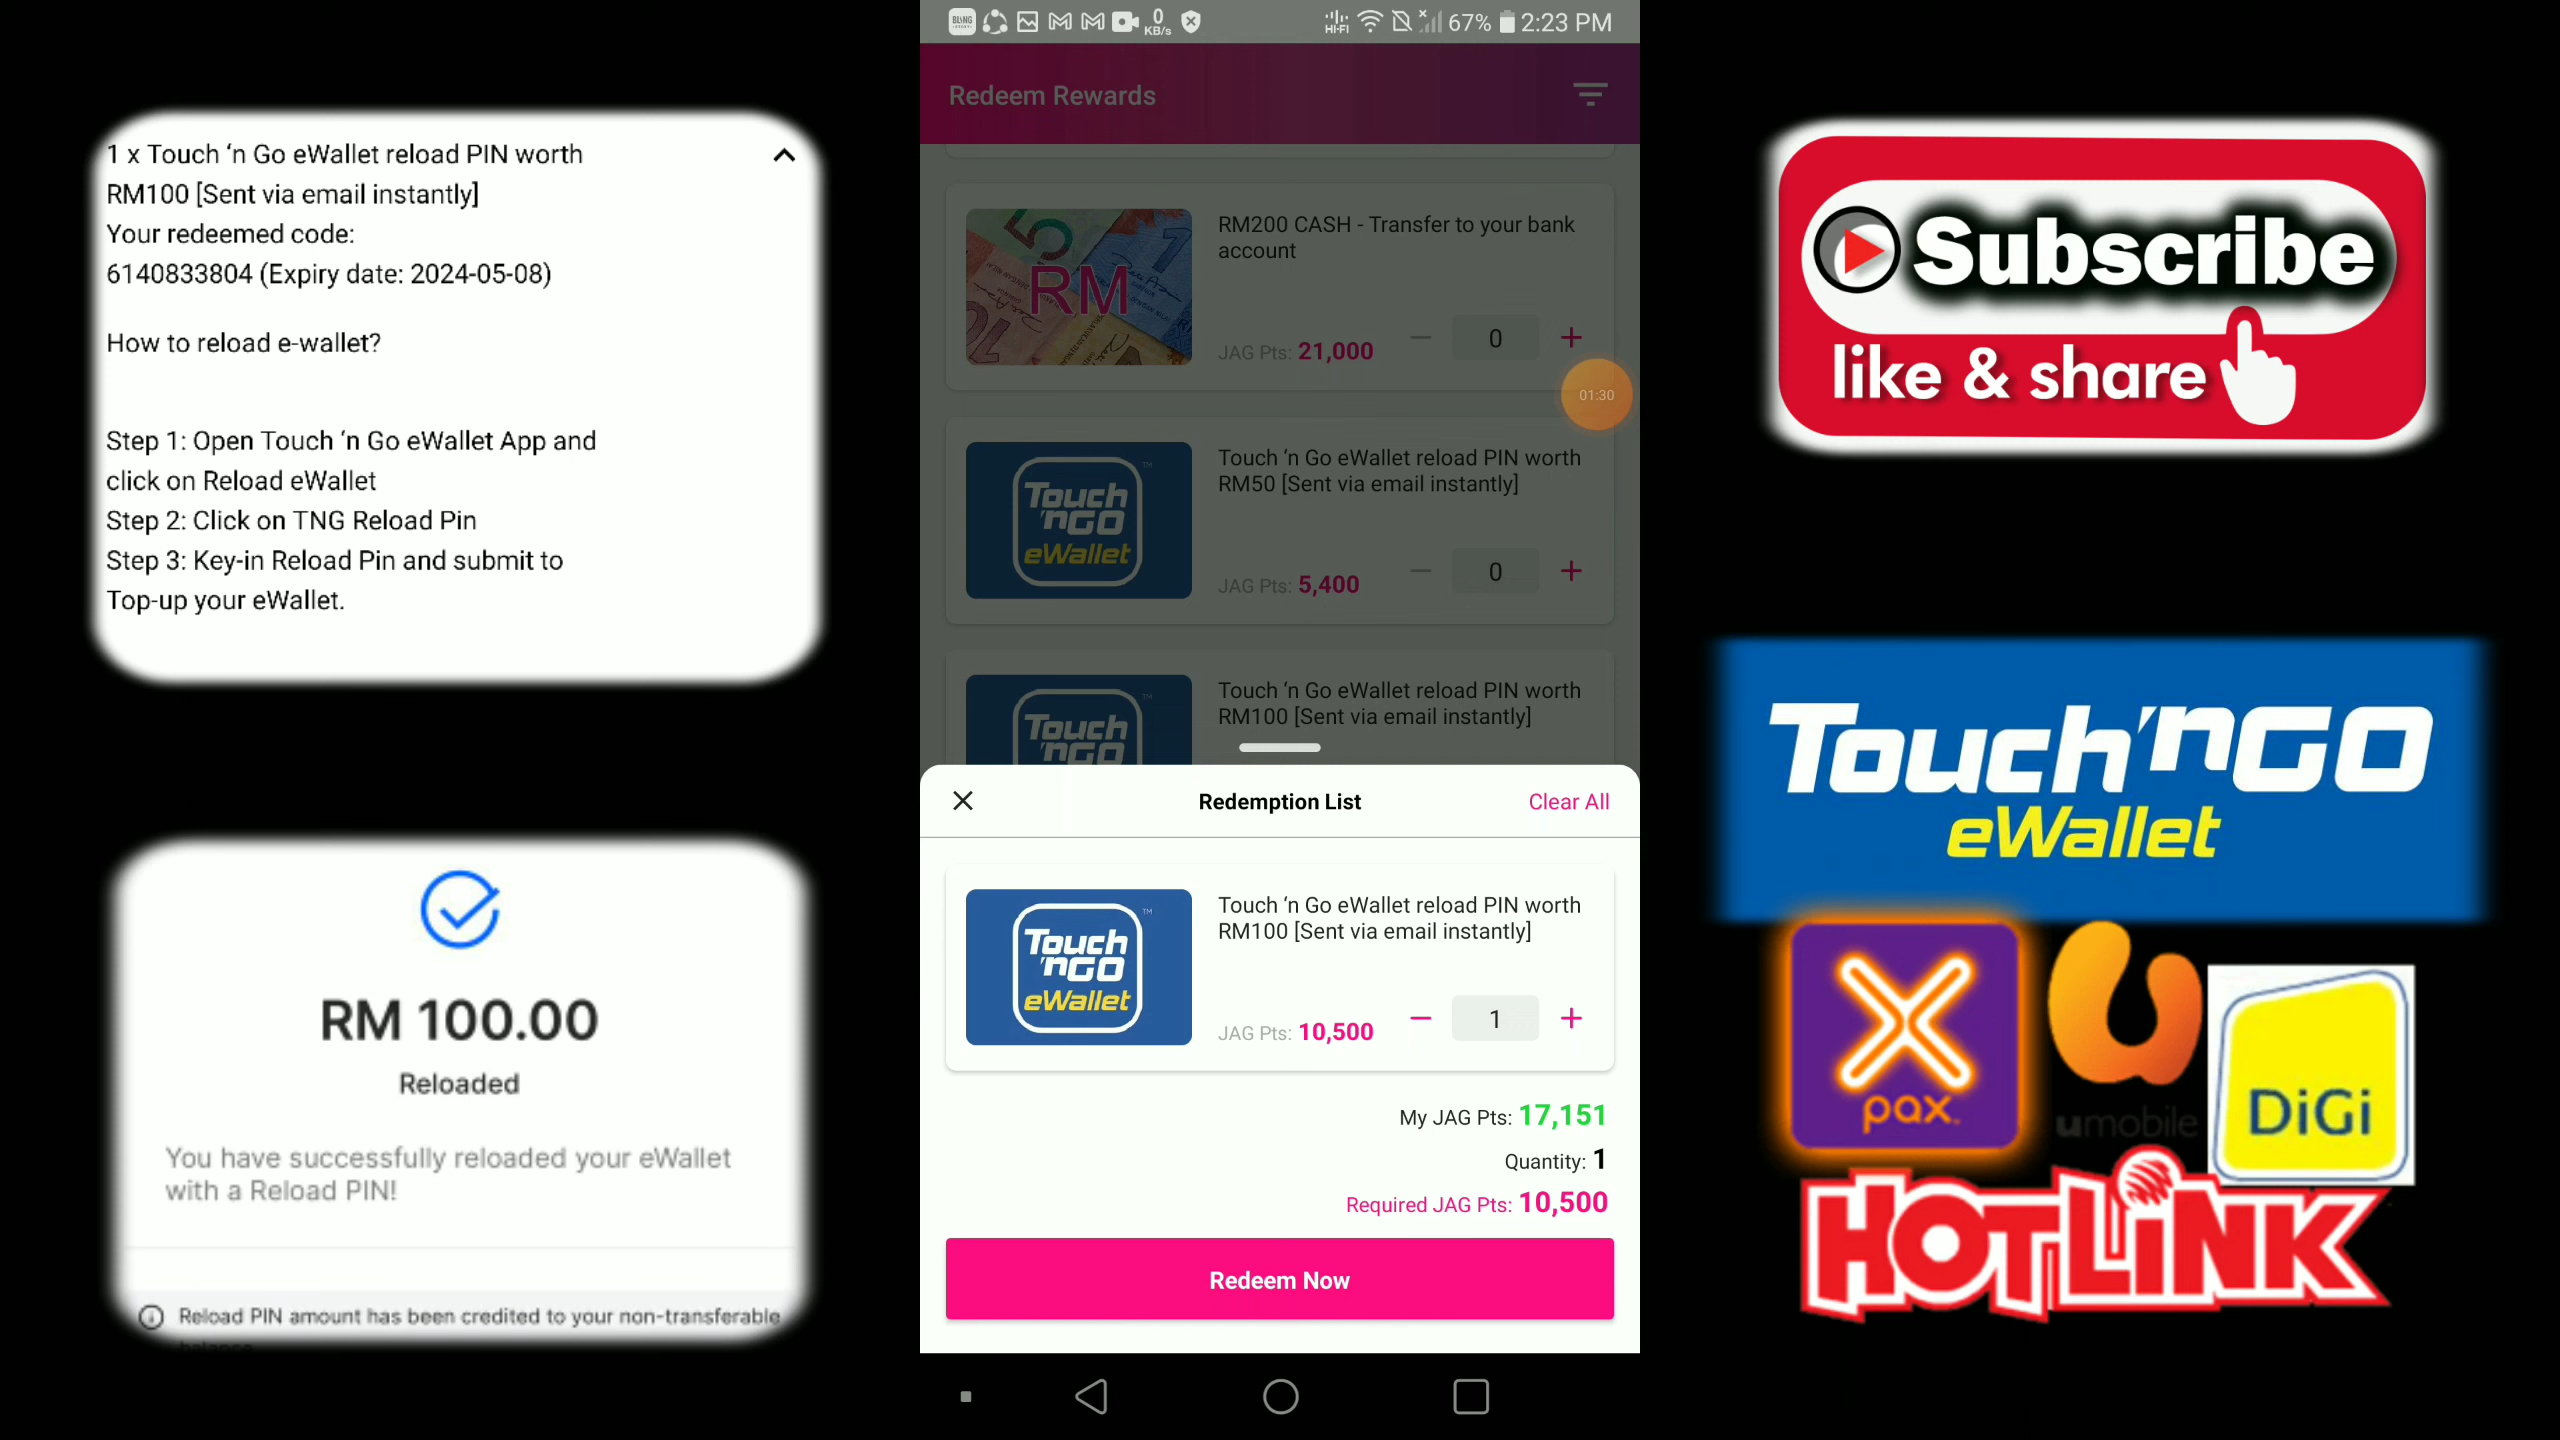 1 x Touch ‘n Go eWallet reload PIN worth
RM100 [Sent via email instantly]
Your redeemed code:
6140833804 (Expiry date: 2024-05-08)
How to reload e-wallet?
Step 1: Open Touch ‘n Go eWallet App and
click on Reload eWallet
Step 2: Click on TNG Reload Pin
Step 3: Key-in Reload Pin and submit to
Top-up your eWallet.
RM 100.00
Reloaded
You have successfully reloaded your eWallet
with a Reload PIN!
Reload PIN amount has been credited to your non-transferable
0
KB/s
HI-FI
67%
2:23 PM
Redeem Rewards
RM
RM200 CASH - Transfer to your bank
account
JAG Pts: 21,000
0
01:30
Touch
'nGO
eWallet
Touch ‘n Go eWallet reload PIN worth
RM50 [Sent via email instantly]
JAG Pts: 5,400
0
Touch
'nGO
Touch ‘n Go eWallet reload PIN worth
RM100 [Sent via email instantly]
Redemption List
Clear All
Touch
'nGO
eWallet
Touch ‘n Go eWallet reload PIN worth
RM100 [Sent via email instantly]
JAG Pts: 10,500
1
My JAG Pts: 17,151
Quantity: 1
Required JAG Pts: 10,500
Redeem Now
Subscribe
like & share
Touch'nGO
eWallet
X
pax
umobile
DiGi
HOTLINK